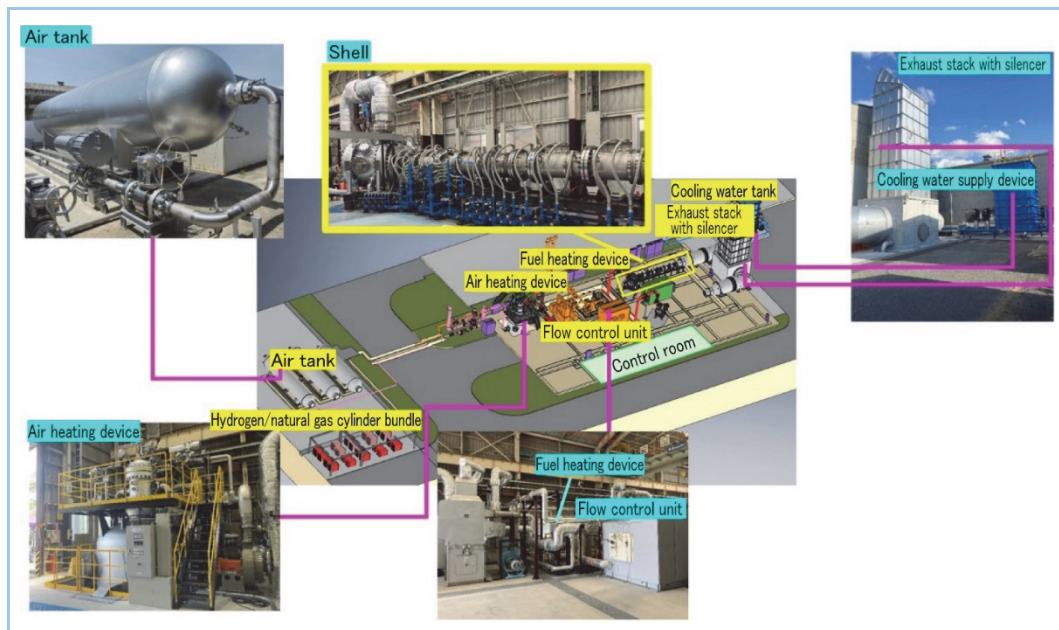 Air tank
Shell
Exhaust stack with silencer
Cooling water supply device
Cooling water tank
Exhaust stack
with silencer
Fuel heating device
Air heating device
Flow control unit
Control room
Air tank
Hydrogen/natural gas cylinder bundle
Air heating device
Fuel heating device
Flow control unit